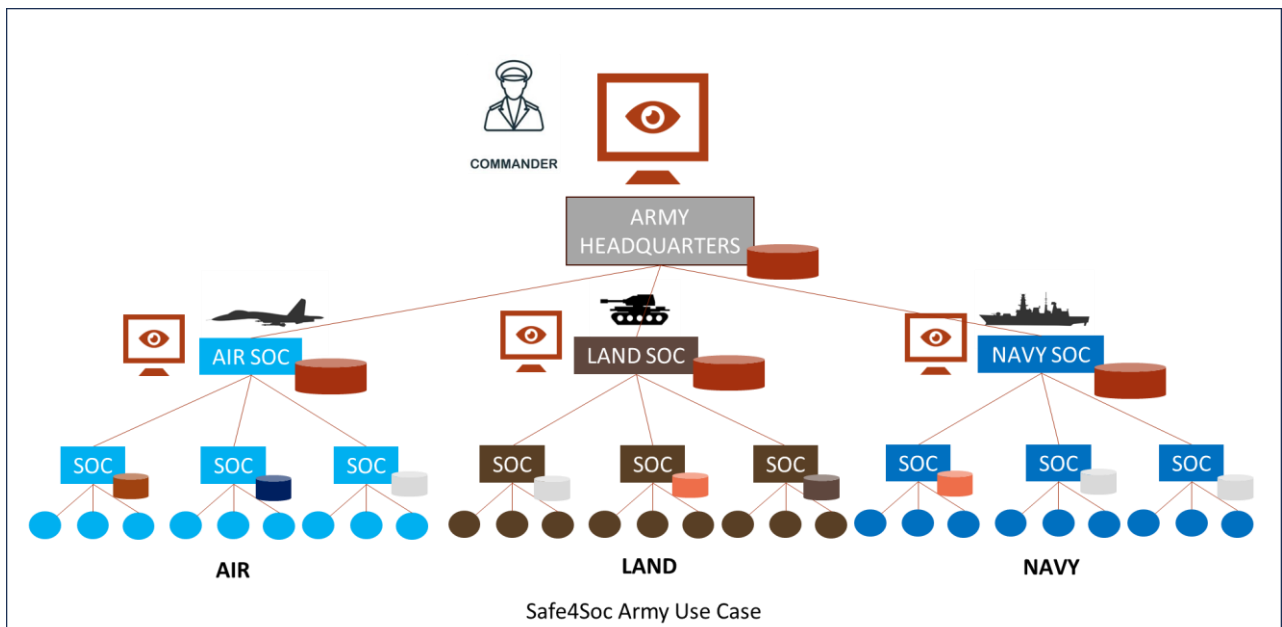 COMMANDER
ARMY
HEADQUARTERS
AIR SOC
LAND SOC
NAVY SOC
SOC
SOC
SOC
SOC
SOC
SOC
SOC
SOC
SOC
AIR
LAND
NAVY
Safe4Soc Army Use Case